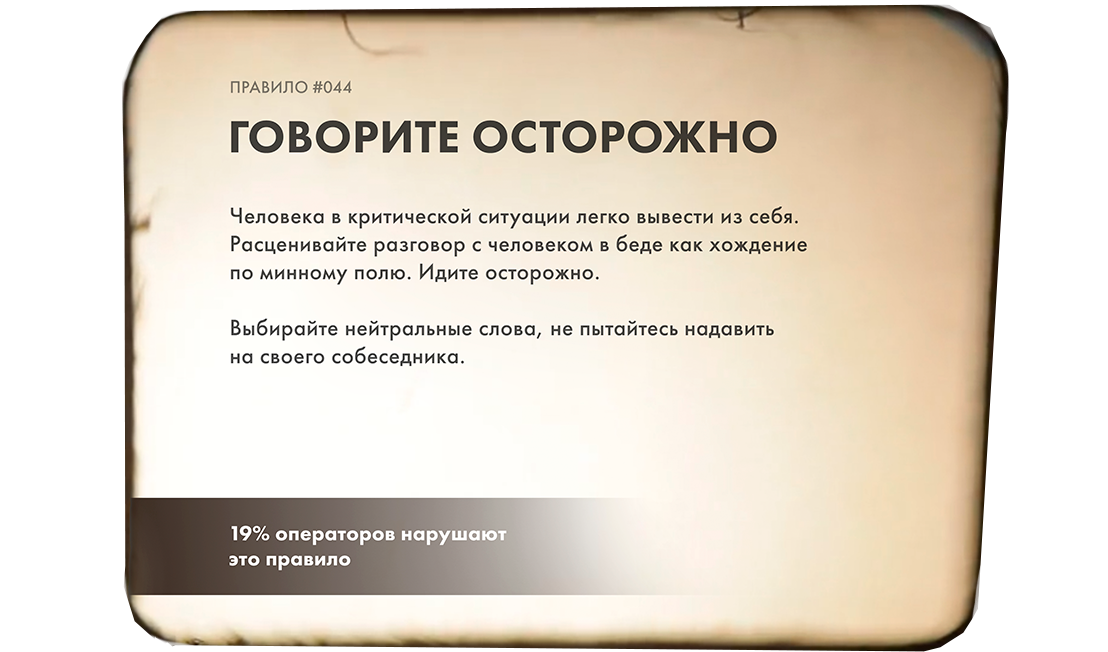 ПРАВИЛО #044
ГОВОРИТЕ ОСТОРОЖНО
Человека в критической ситуации легко вывести из себя.
Расценивайте разговор с человеком в беде как хождение
по минному полю. Идите осторожно.
Выбирайте нейтральные слова, не пытайтесь надавить
на своего собеседника.
19% операторов нарушают
это правило